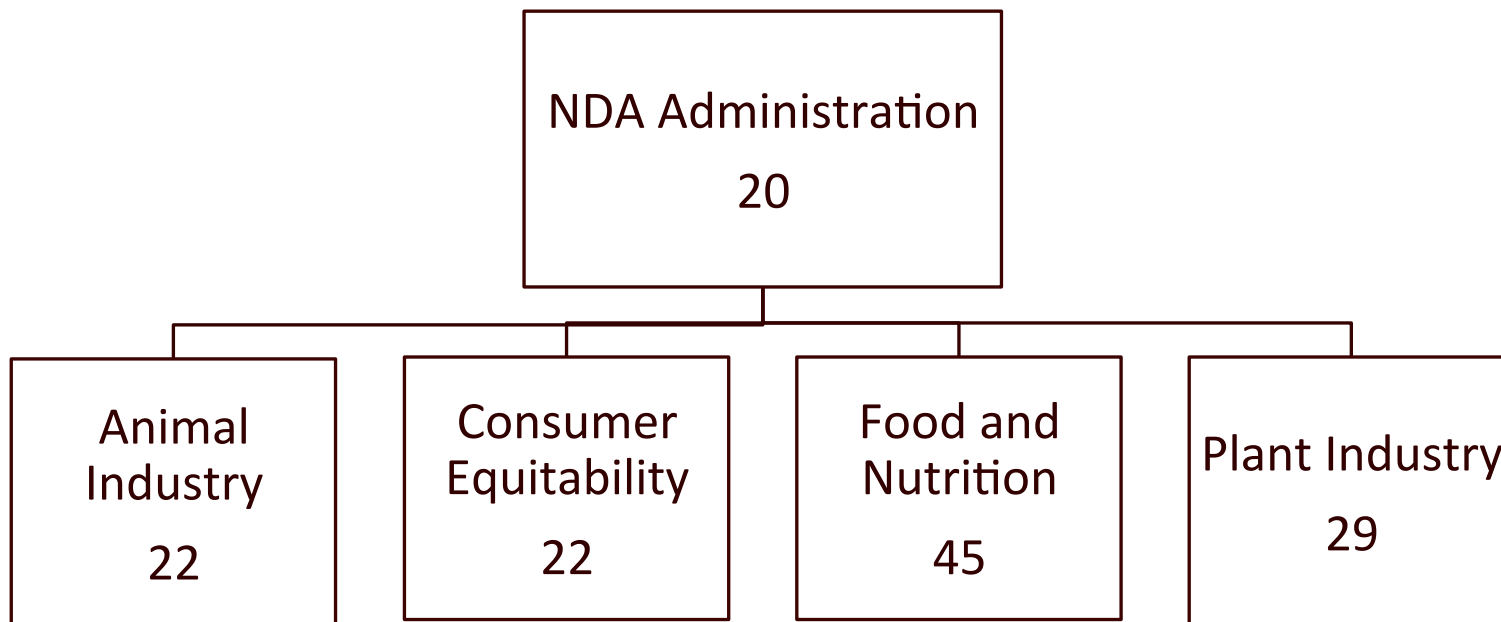 NDA Administration
20
Animal
Industry
22
Consumer
Equitability
22
Food and
Nutrition
45
Plant Industry
29